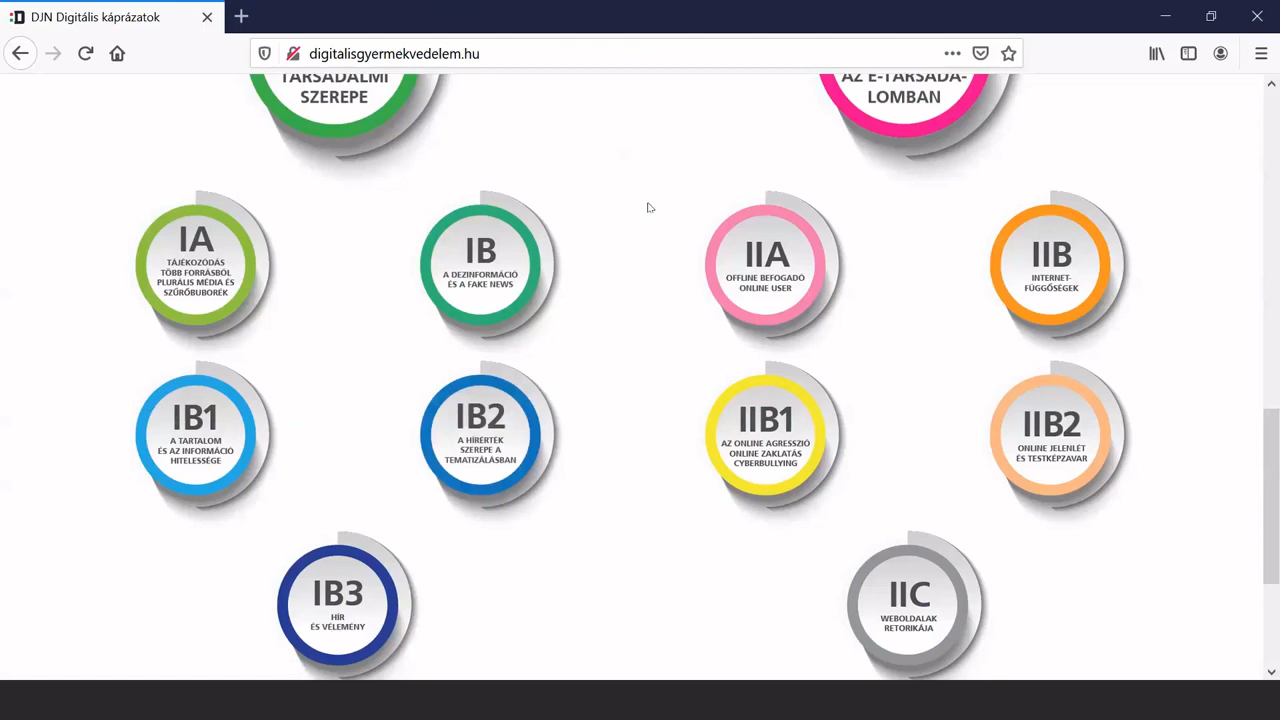 DJN Digitális káprázatok
digitalisgyermekvedelem.hu
TÁRSADALMI
SZEREPE
AZ E-TÁRSADA-
LOMBAN
IA
TÁJÉKOZÓDÁS
TÖBB FORRÁSBÓL
PLURÁLIS MÉDIA ÉS
SZŰRŐBUBORÉK
IB
A DEZINFORMÁCIÓ
ÉS A FAKE NEWS
IIA
OFFLINE BEFOGADÓ
ONLINE USER
IIB
INTERNET-
FÜGGŐSÉGEK
IB1
A TARTALOM
ÉS AZ INFORMÁCIÓ
HITELESSÉGE
IB2
A HÍRÉRTÉK
SZEREPE A
TEMATIZÁLÁSBAN
IIB1
AZ ONLINE AGRESSZIÓ
ONLINE ZAKLATÁS
CYBERBULLYING
IIB2
ONLINE JELENLÉT
ÉS TESTKÉPZAVAR
IB3
HÍR
ÉS VÉLEMÉNY
IIC
WEBOLDALAK
RETORIKÁJA